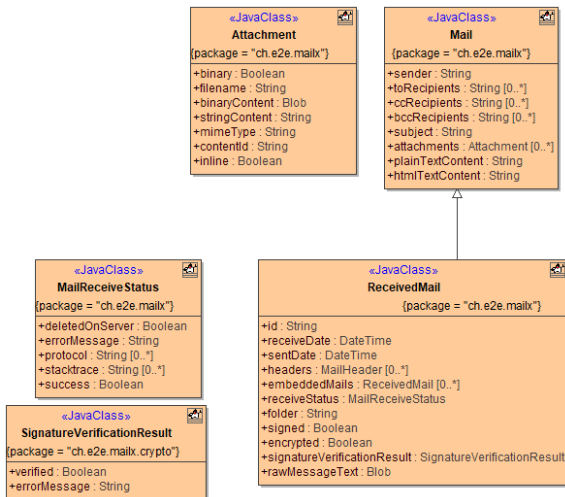 «JavaClass»
Attachment
{package = "ch.e2e.mailx"}
+binary : Boolean
+filename : String
+binaryContent : Blob
+stringContent : String
+mimeType : String
+contentId : String
+inline : Boolean
«JavaClass»
Mail
{package = "ch.e2e.mailx"}
+sender : String
+toRecipients : String [0..*]
+ccRecipients : String [0..*]
+bccRecipients : String [0..*]
+subject : String
+attachments : Attachment [0..*]
+plainTextContent : String
+htmlTextContent : String
«JavaClass»
MailReceiveStatus
{package = "ch.e2e.mailx"}
+deletedOnServer : Boolean
+errorMessage : String
+protocol : String [0..*]
+stacktrace : String [0..*]
+success : Boolean
«JavaClass»
ReceivedMail
{package = "ch.e2e.mailx"}
+id : String
+receiveDate : DateTime
+sentDate : DateTime
+headers : MailHeader [0..*]
+embeddedMails : ReceivedMail [0..*]
+receiveStatus : MailReceiveStatus
+folder : String
+signed : Boolean
+encrypted : Boolean
+signatureVerificationResult : SignatureVerificationResult
+rawMessageText : Blob
«JavaClass»
SignatureVerificationResult
{package = "ch.e2e.mailx.crypto"}
+verified : Boolean
+errorMessage : String